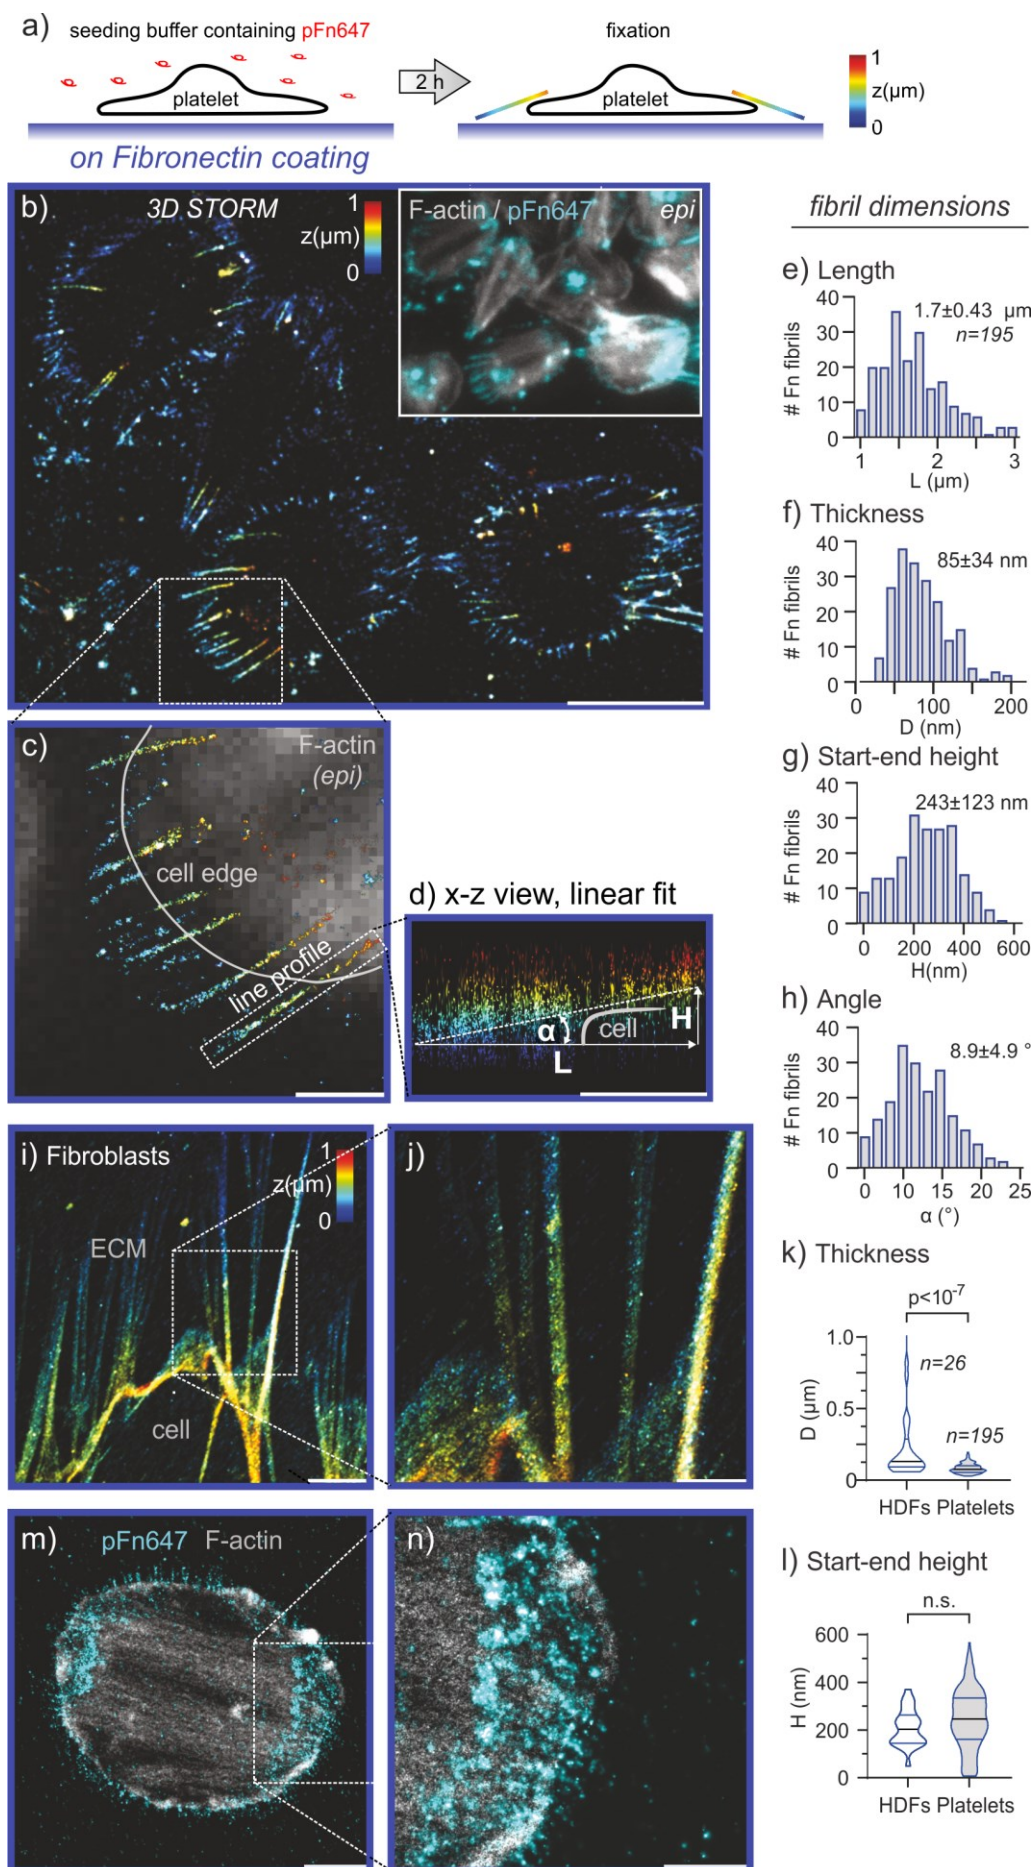 a) seeding buffer containing pFn647
fixation
platelet
2 h
platelet
1
z(µm)
0
on Fibronectin coating
b) 3D STORM
1
z(µm)
0
F-actin / pFn647 epi
fibril dimensions
e) Length
40
30
20
10
0
# Fn fibrils
1.7±0.43 µm
n=195
1 2 3
L (µm)
f) Thickness
40
30
20
10
0
# Fn fibrils
85±34 nm
0 100 200
D (nm)
c) F-actin
(epi)
cell edge
line profile
d) x-z view, linear fit
α
cell
H
L
g) Start-end height
40
30
20
10
0
# Fn fibrils
243±123 nm
0 200 400 600
H(nm)
h) Angle
40
30
20
10
0
# Fn fibrils
8.9±4.9 °
0 10 15 20 25
α (°)
i) Fibroblasts
1
z(µm)
0
ECM
cell
j)
k) Thickness
p<10⁻⁷
1.0
0.5
0
D (µm)
n=26
n=195
HDFs Platelets
m) pFn647 F-actin
n)
l) Start-end height
n.s.
600
400
200
0
H (nm)
HDFs Platelets